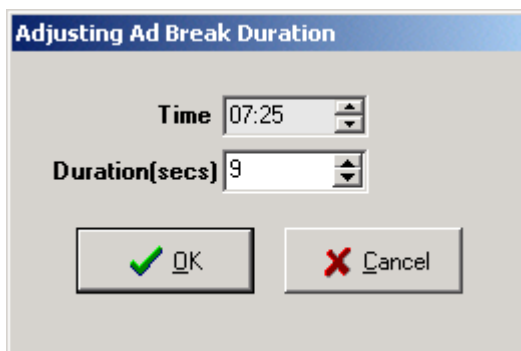 Adjusting Ad Break Duration
Time 07:25
Duration(secs) 9
OK Cancel